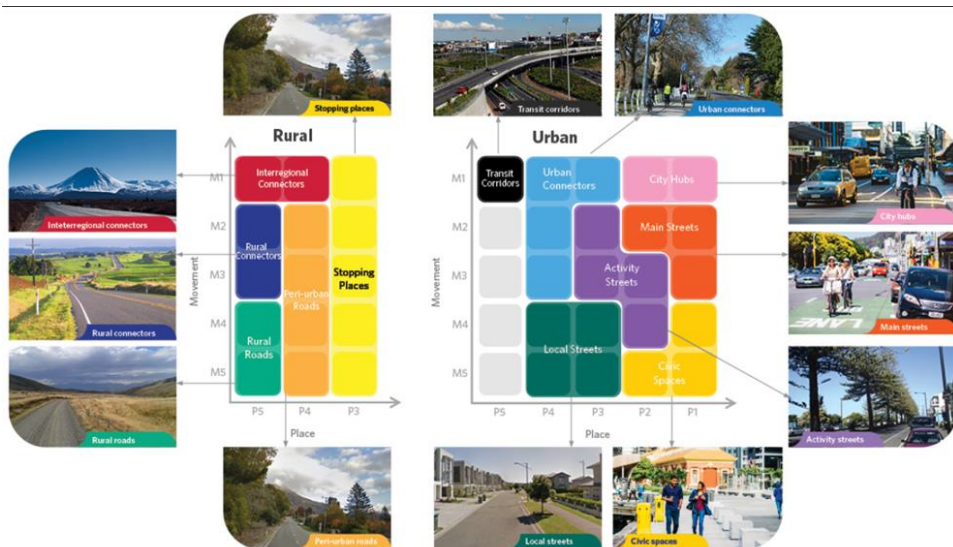 Stopping places
Transit corridors
Urban connectors
Rural
Urban
Inteterregional connectors
City hubs
Rural connectors
Main streets
Rural roads
Activity streets
Movement
M1
M2
M3
M4
M5
Interregional
Connectors
Rural
Connectors
Peri-urban
Roads
Stopping
Places
Rural
Roads
P5
P4
P3
Place
Movement
M1
M2
M3
M4
M5
Transit
Corridors
Urban
Connectors
City Hubs
Main Streets
Activity
Streets
Local Streets
Civic
Spaces
P5
P4
P3
P2
P1
Place
LANE
Peri-urban roads
Local streets
Civic spaces